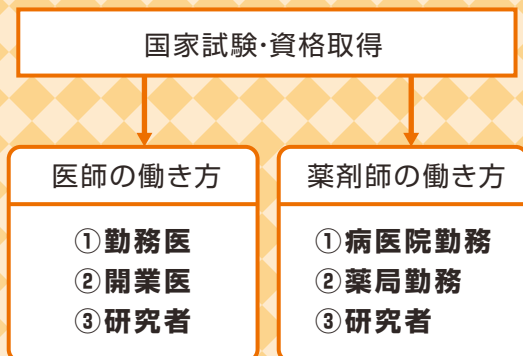 国家試験・資格取得
医師の働き方
①勤務医
②開業医
③研究者
薬剤師の働き方
①病医院勤務
②薬局勤務
③研究者